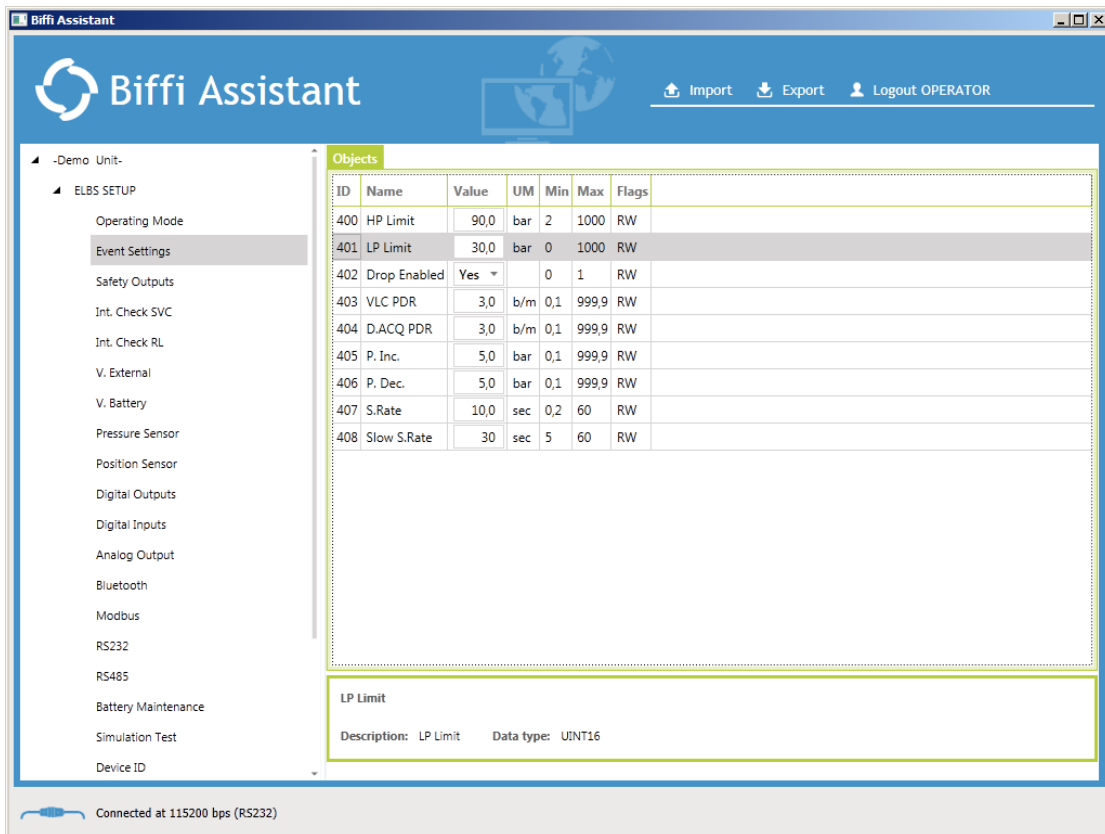 Biffi Assistant
Biffi Assistant
Import Export Logout OPERATOR
-Demo Unit-
ELBS SETUP
Operating Mode
Event Settings
Safety Outputs
Int. Check SVC
Int. Check RL
V. External
V. Battery
Pressure Sensor
Position Sensor
Digital Outputs
Digital Inputs
Analog Output
Bluetooth
Modbus
RS232
RS485
Battery Maintenance
Simulation Test
Device ID
Objects
ID Name Value UM Min Max Flags
400 HP Limit 90,0 bar 2 1000 RW
401 LP Limit 30,0 bar 0 1000 RW
402 Drop Enabled Yes 0 1 RW
403 VLC PDR 3,0 b/m 0,1 999,9 RW
404 D.ACQ PDR 3,0 b/m 0,1 999,9 RW
405 P. Inc. 5,0 bar 0,1 999,9 RW
406 P. Dec. 5,0 bar 0,1 999,9 RW
407 S.Rate 10,0 sec 0,2 60 RW
408 Slow S.Rate 30 sec 5 60 RW
LP Limit
Description: LP Limit Data type: UINT16
Connected at 115200 bps (RS232)